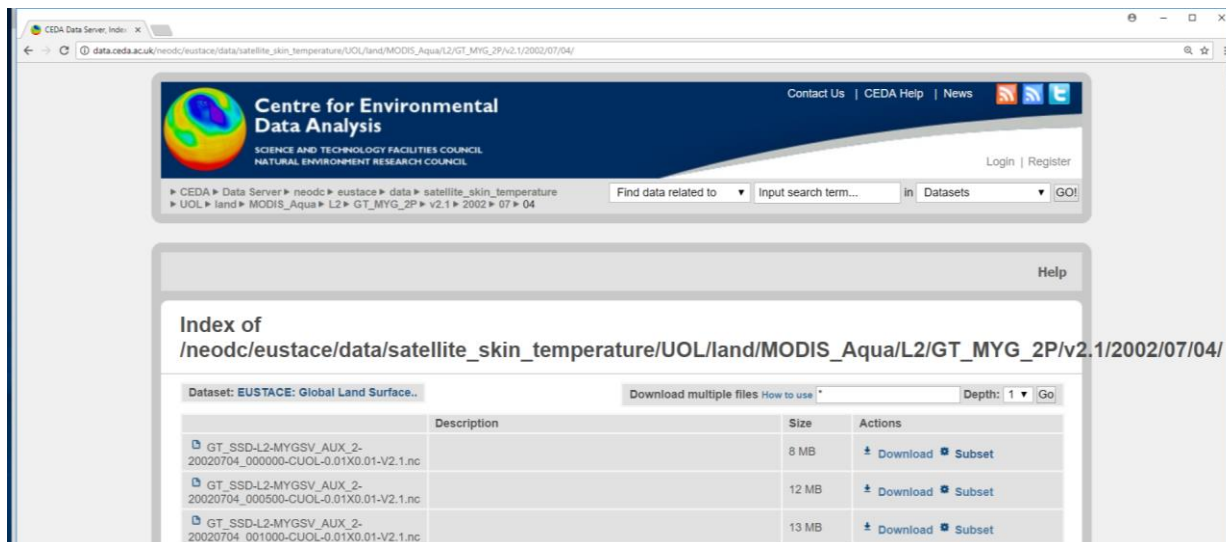 CEDA Data Server, Index
data.ceda.ac.uk/neodc/eustace/data/satellite_skin_temperature/UOL/land/MODIS_Aqua/L2/GT_MYG_2P/v2.1/2002/07/04/
Contact Us | CEDA Help | News
Centre for Environmental
Data Analysis
SCIENCE AND TECHNOLOGY FACILITIES COUNCIL
NATURAL ENVIRONMENT RESEARCH COUNCIL
Login | Register
CEDA ▸ Data Server ▸ neodc ▸ eustace ▸ data ▸ satellite_skin_temperature
▸ UOL ▸ land ▸ MODIS_Aqua ▸ L2 ▸ GT_MYG_2P ▸ v2.1 ▸ 2002 ▸ 07 ▸ 04
Find data related to Input search term... in Datasets GO!
Help
Index of
/neodc/eustace/data/satellite_skin_temperature/UOL/land/MODIS_Aqua/L2/GT_MYG_2P/v2.1/2002/07/04/
Dataset: EUSTACE: Global Land Surface.. Download multiple files How to use * Depth: 1 Go
Description Size Actions
GT_SSD-L2-MYGSV_AUX_2-
20020704_000000-CUOL-0.01X0.01-V2.1.nc 8 MB Download Subset
GT_SSD-L2-MYGSV_AUX_2-
20020704_000500-CUOL-0.01X0.01-V2.1.nc 12 MB Download Subset
GT_SSD-L2-MYGSV_AUX_2-
20020704_001000-CUOL-0.01X0.01-V2.1.nc 13 MB Download Subset